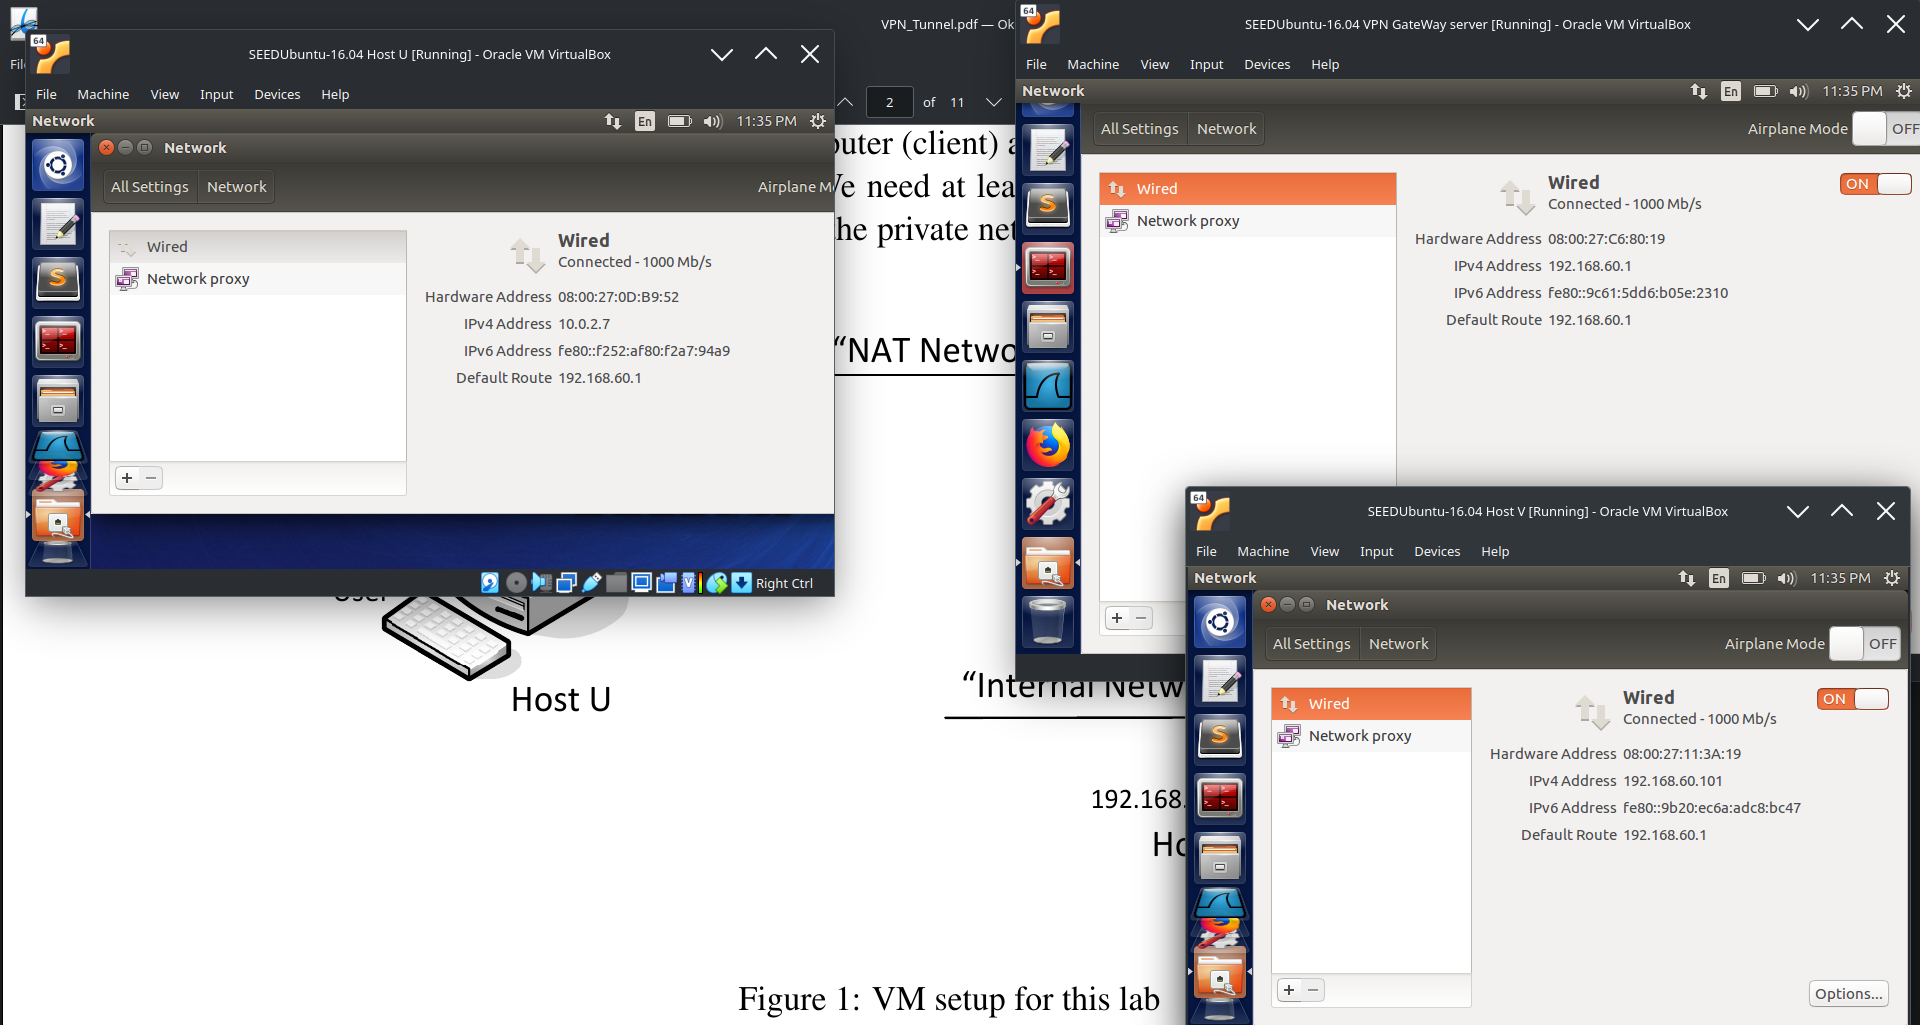 VPN_Tunnel.pdf — Ok
2 of 11
puter (client) a
We need at lea
the private net
“NAT Netwo
User
Host U
“Internal Netw
192.168.
Ho
Figure 1: VM setup for this lab
64
SEEDUbuntu-16.04 Host U [Running] - Oracle VM VirtualBox
File Machine View Input Devices Help
Network
En
11:35 PM
Network
All Settings Network
Airplane M
Wired
Network proxy
Wired
Connected - 1000 Mb/s
Hardware Address 08:00:27:0D:B9:52
IPv4 Address 10.0.2.7
IPv6 Address fe80::f252:af80:f2a7:94a9
Default Route 192.168.60.1
+ −
Right Ctrl
64
SEEDUbuntu-16.04 VPN GateWay server [Running] - Oracle VM VirtualBox
File Machine View Input Devices Help
Network
En
11:35 PM
All Settings Network
Airplane Mode OFF
Wired
Network proxy
Wired
Connected - 1000 Mb/s
ON
Hardware Address 08:00:27:C6:80:19
IPv4 Address 192.168.60.1
IPv6 Address fe80::9c61:5dd6:b05e:2310
Default Route 192.168.60.1
+ −
64
SEEDUbuntu-16.04 Host V [Running] - Oracle VM VirtualBox
File Machine View Input Devices Help
Network
En
11:35 PM
Network
All Settings Network
Airplane Mode OFF
Wired
Network proxy
Wired
Connected - 1000 Mb/s
ON
Hardware Address 08:00:27:11:3A:19
IPv4 Address 192.168.60.101
IPv6 Address fe80::9b20:ec6a:adc8:bc47
Default Route 192.168.60.1
+ −
Options...